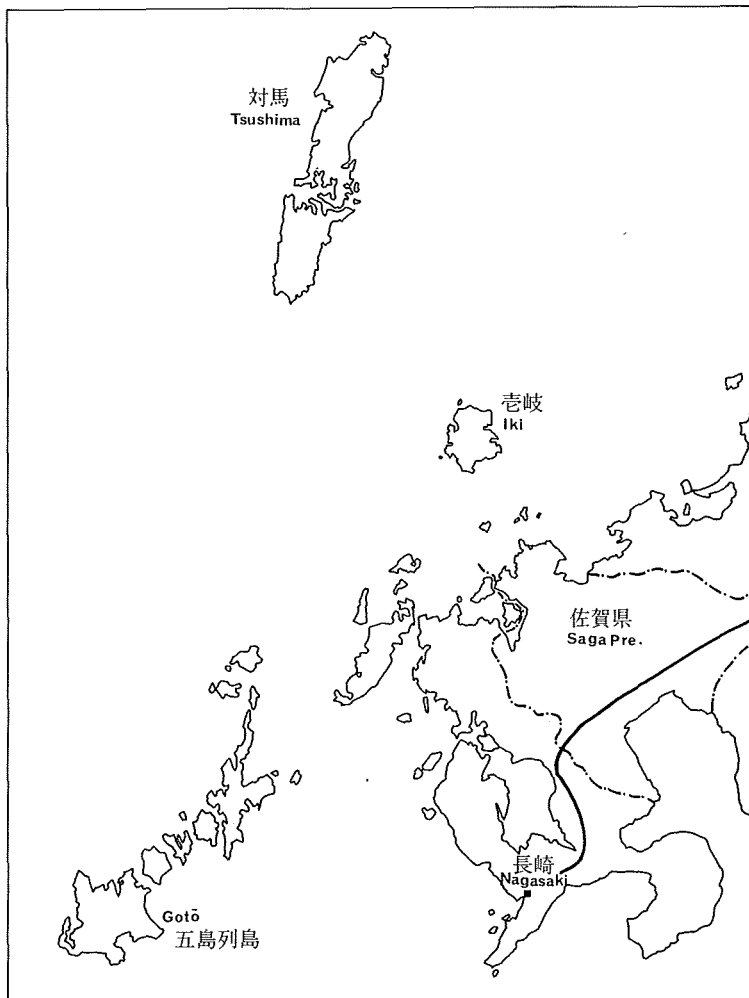 対馬
Tsushima
壱岐
Iki
佐賀県
Saga Pre.
長崎
Nagasaki
Gotō
五島列島